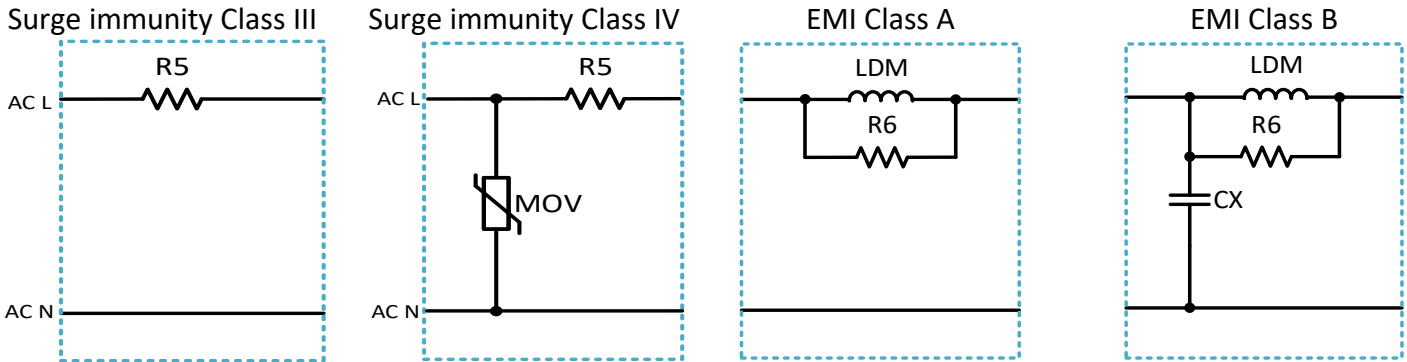 Surge immunity Class III
R5
AC L
AC N
Surge immunity Class IV
R5
AC L
MOV
AC N
EMI Class A
LDM
R6
EMI Class B
LDM
R6
CX